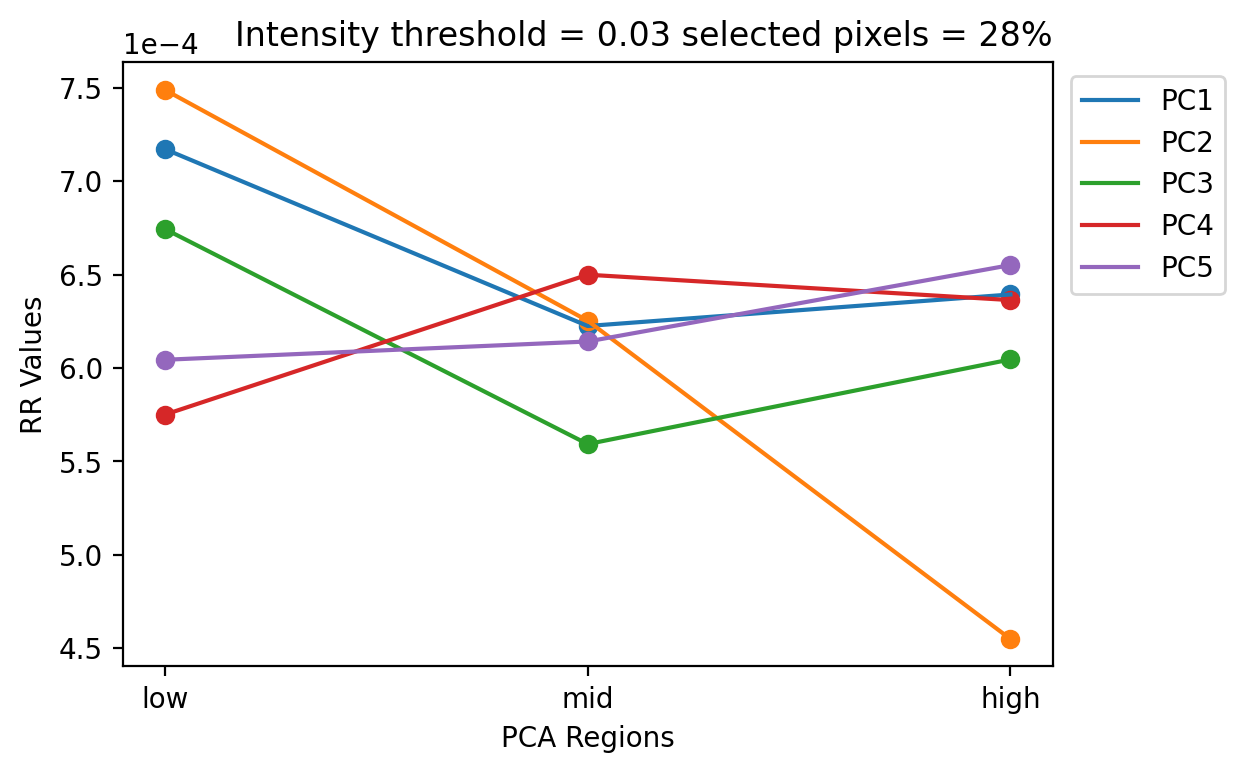 Intensity threshold = 0.03 selected pixels = 28%
1e−4
7.5
7.0
6.5
6.0
5.5
5.0
4.5
RR Values
low
mid
high
PCA Regions
PC1
PC2
PC3
PC4
PC5